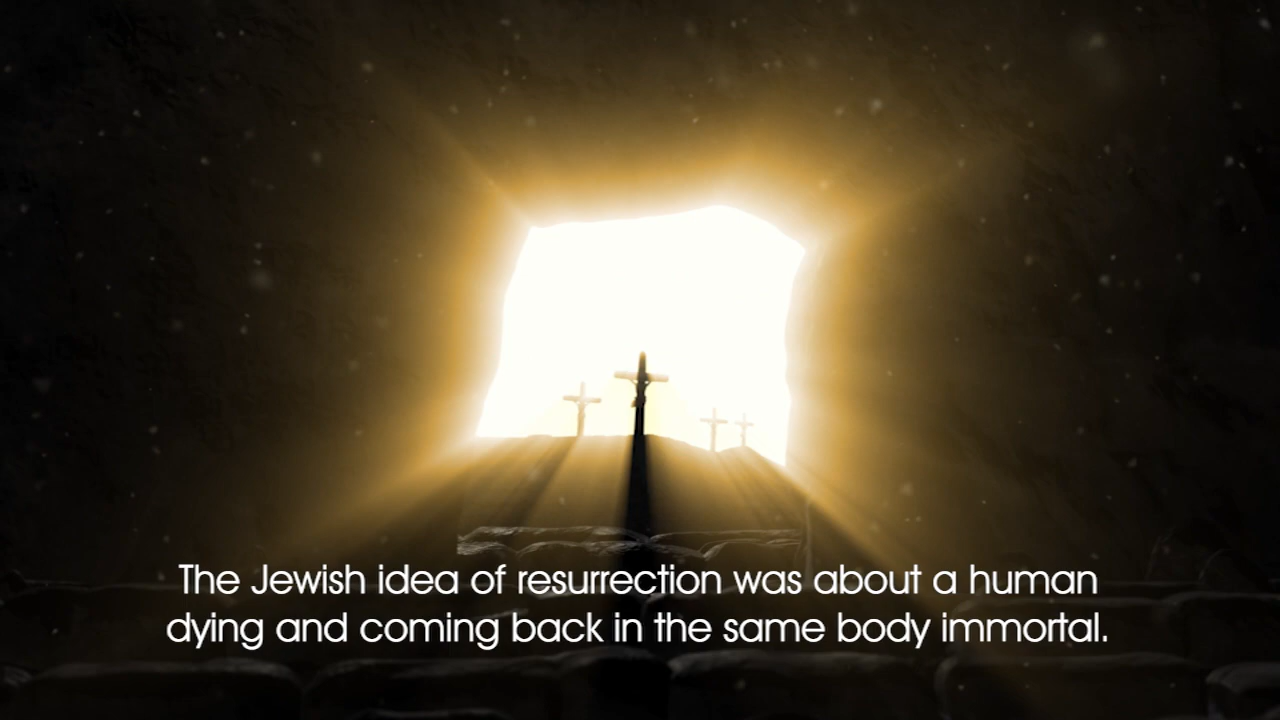 The Jewish idea of resurrection was about a human
dying and coming back in the same body immortal.